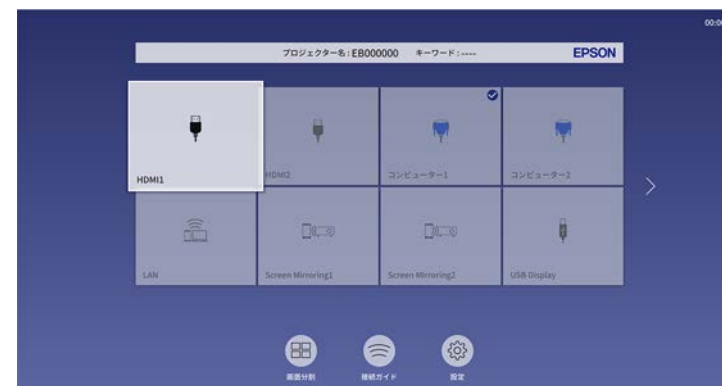 00:0
プロジェクター名 : EB000000 キーワード : ---- EPSON
HDMI1 HDMI2 コンピューター1 コンピューター2
LAN Screen Mirroring1 Screen Mirroring2 USB Display
画面分割 接続ガイド 設定